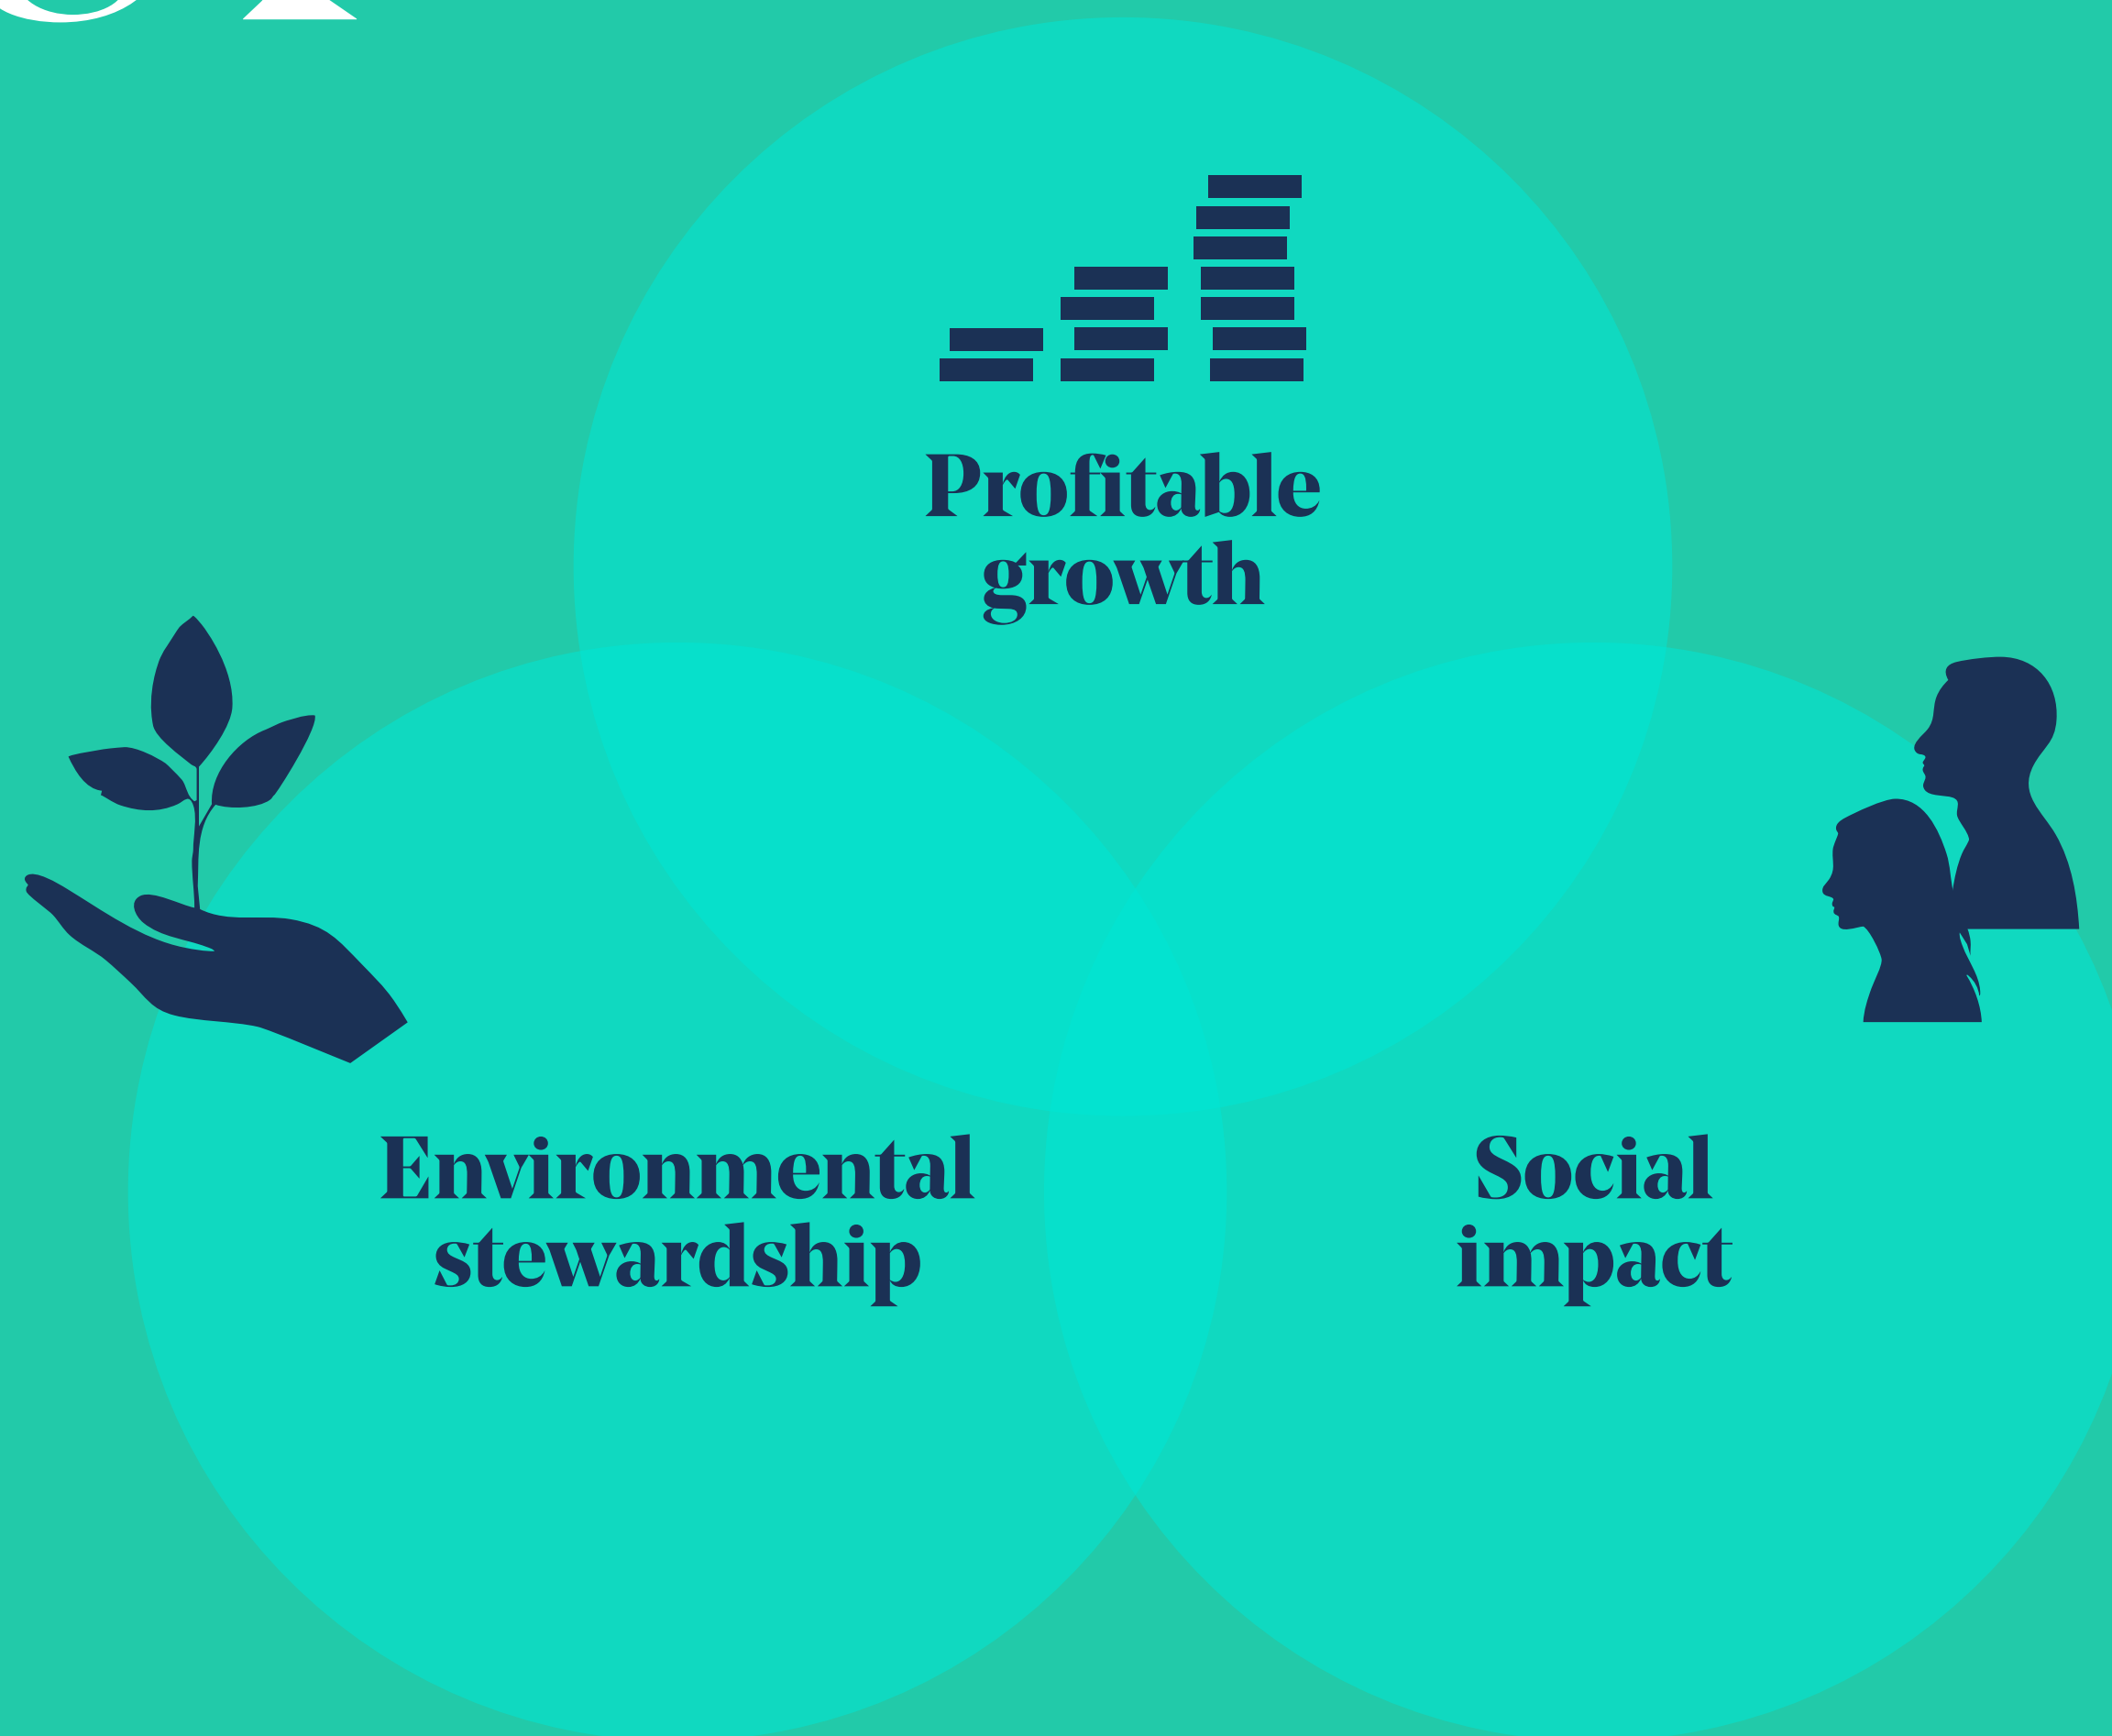 Profitable
growth
Environmental
stewardship
Social
impact